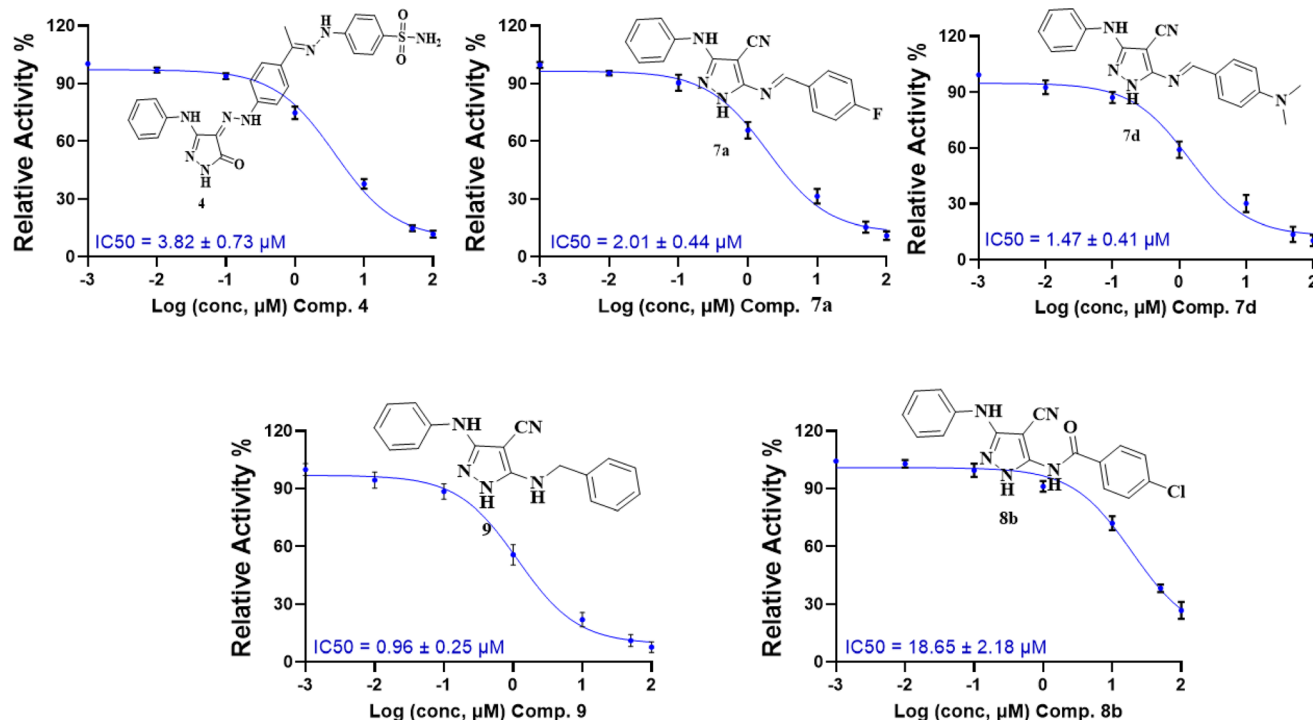 Relative Activity %
120
90
60
30
0
-3
-2
-1
0
1
2
Log (conc, μM) Comp. 4
IC50 = 3.82 ± 0.73 μM
H
N
N
O
S
NH2
O
NH
N
NH
N
N
H
O
4
Relative Activity %
120
90
60
30
0
-3
-2
-1
0
1
2
Log (conc, μM) Comp. 7a
IC50 = 2.01 ± 0.44 μM
NH
CN
N
N
H
N
F
7a
Relative Activity %
120
90
60
30
0
-3
-2
-1
0
1
2
Log (conc, μM) Comp. 7d
IC50 = 1.47 ± 0.41 μM
NH
CN
N
N
H
N
N
7d
Relative Activity %
120
90
60
30
0
-3
-2
-1
0
1
2
Log (conc, μM) Comp. 9
IC50 = 0.96 ± 0.25 μM
NH
CN
N
N
H
N
H
9
Relative Activity %
120
90
60
30
0
-3
-2
-1
0
1
2
Log (conc, μM) Comp. 8b
IC50 = 18.65 ± 2.18 μM
NH
CN
O
N
N
H
N
H
Cl
8b